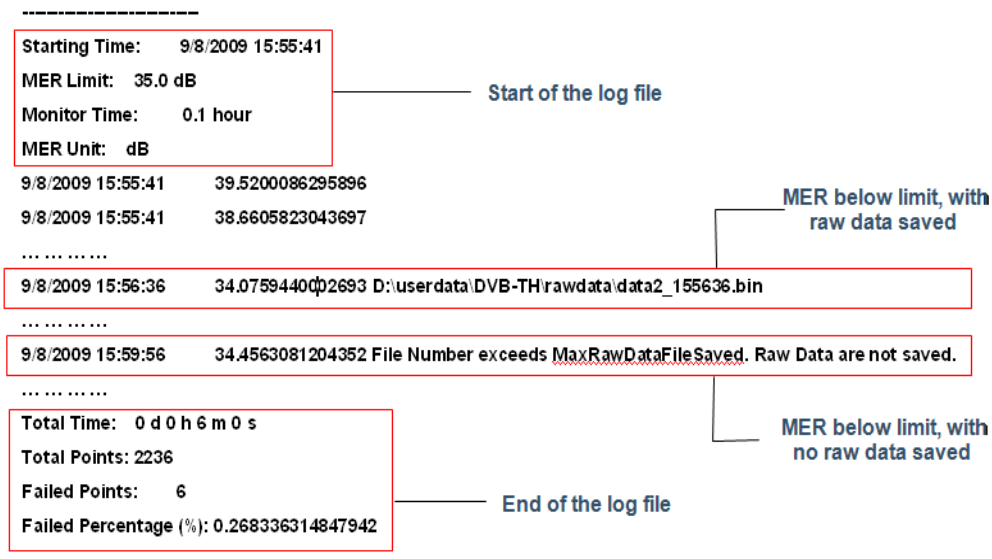 ------------------------------
Starting Time: 9/8/2009 15:55:41
MER Limit: 35.0 dB
Monitor Time: 0.1 hour
MER Unit: dB
Start of the log file
9/8/2009 15:55:41 39.5200086295896
9/8/2009 15:55:41 38.6605823043697
MER below limit, with
raw data saved
… … … …
9/8/2009 15:56:36 34.0759440002693 D:\userdata\DVB-TH\rawdata\data2_155636.bin
… … … …
9/8/2009 15:59:56 34.4563081204352 File Number exceeds MaxRawDataFileSaved. Raw Data are not saved.
… … … …
MER below limit, with
no raw data saved
Total Time: 0 d 0 h 6 m 0 s
Total Points: 2236
Failed Points: 6
Failed Percentage (%): 0.268336314847942
End of the log file